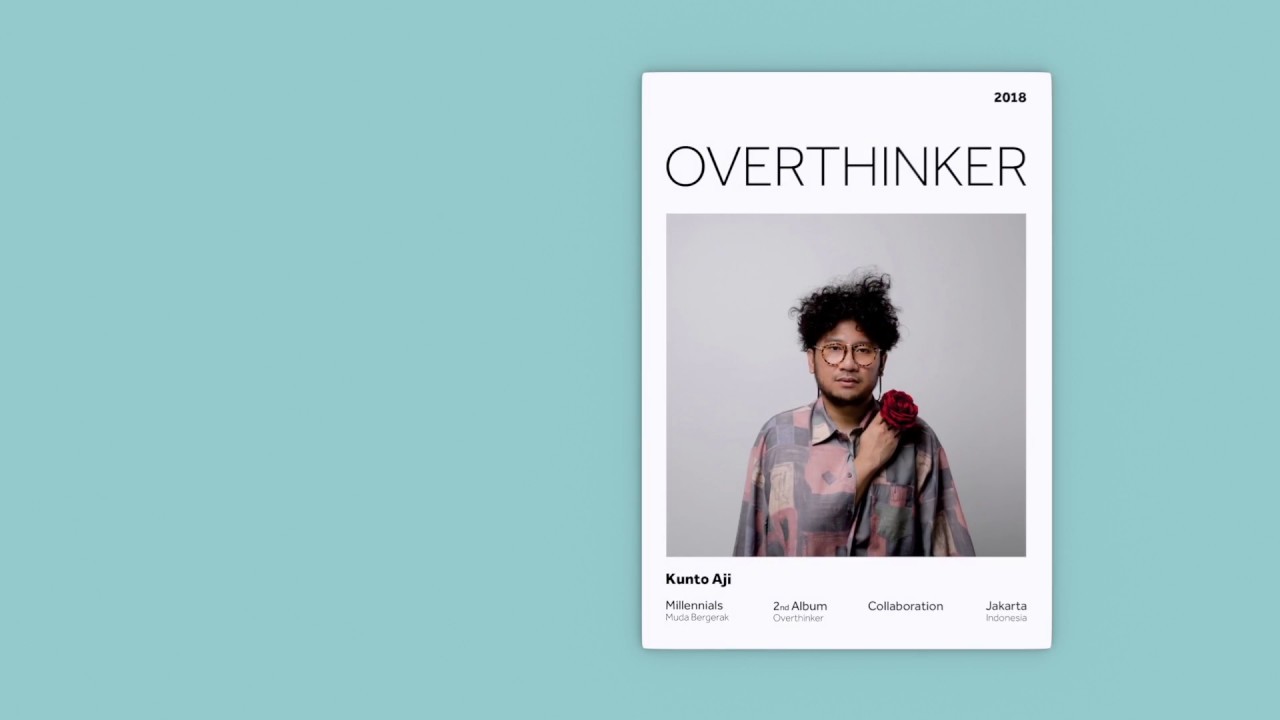 2018
OVERTHINKER
Kunto Aji
Millennials
Muda Bergerak
2nd Album
Overthinker
Collaboration
Jakarta
Indonesia